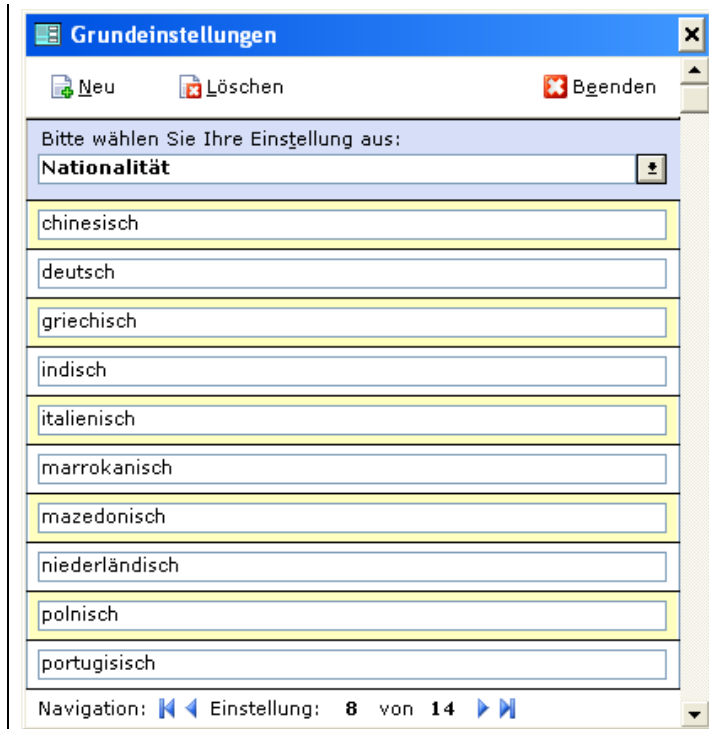 Grundeinstellungen
Neu Löschen Beenden
Bitte wählen Sie Ihre Einstellung aus:
Nationalität
chinesisch
deutsch
griechisch
indisch
italienisch
marrokanisch
mazedonisch
niederländisch
polnisch
portugisisch
Navigation: Einstellung: 8 von 14